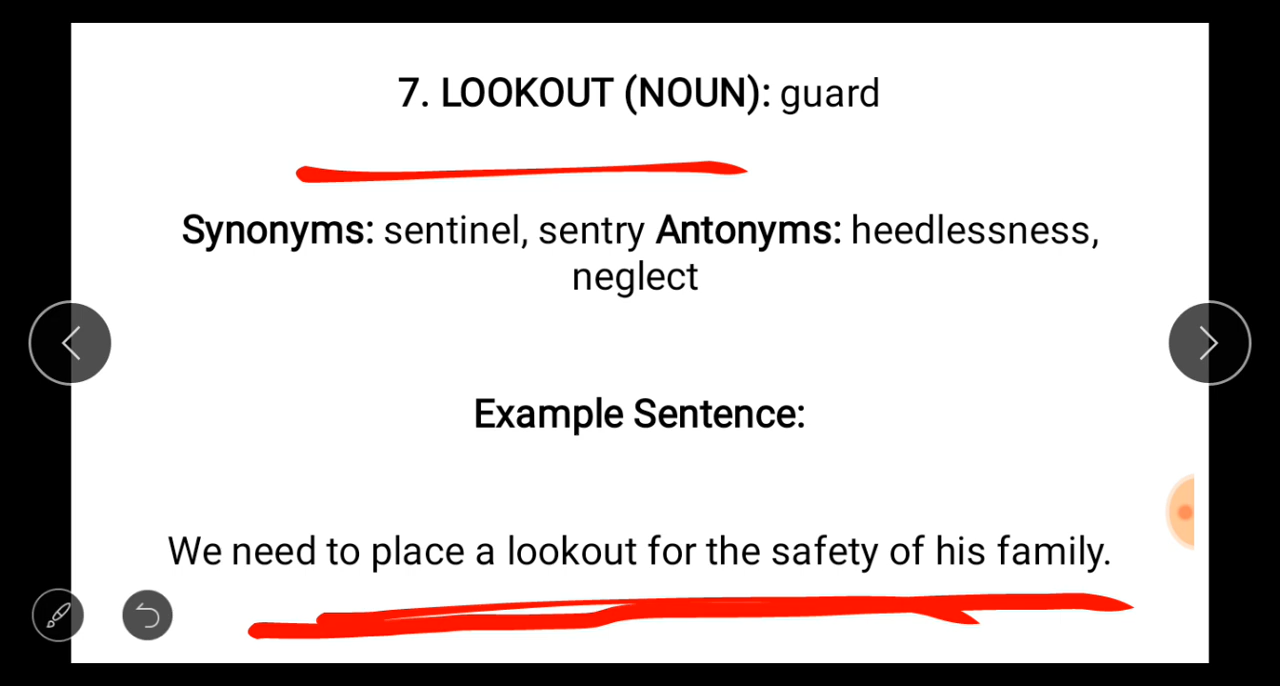 7. LOOKOUT (NOUN): guard
Synonyms: sentinel, sentry Antonyms: heedlessness,
neglect
Example Sentence:
We need to place a lookout for the safety of his family.